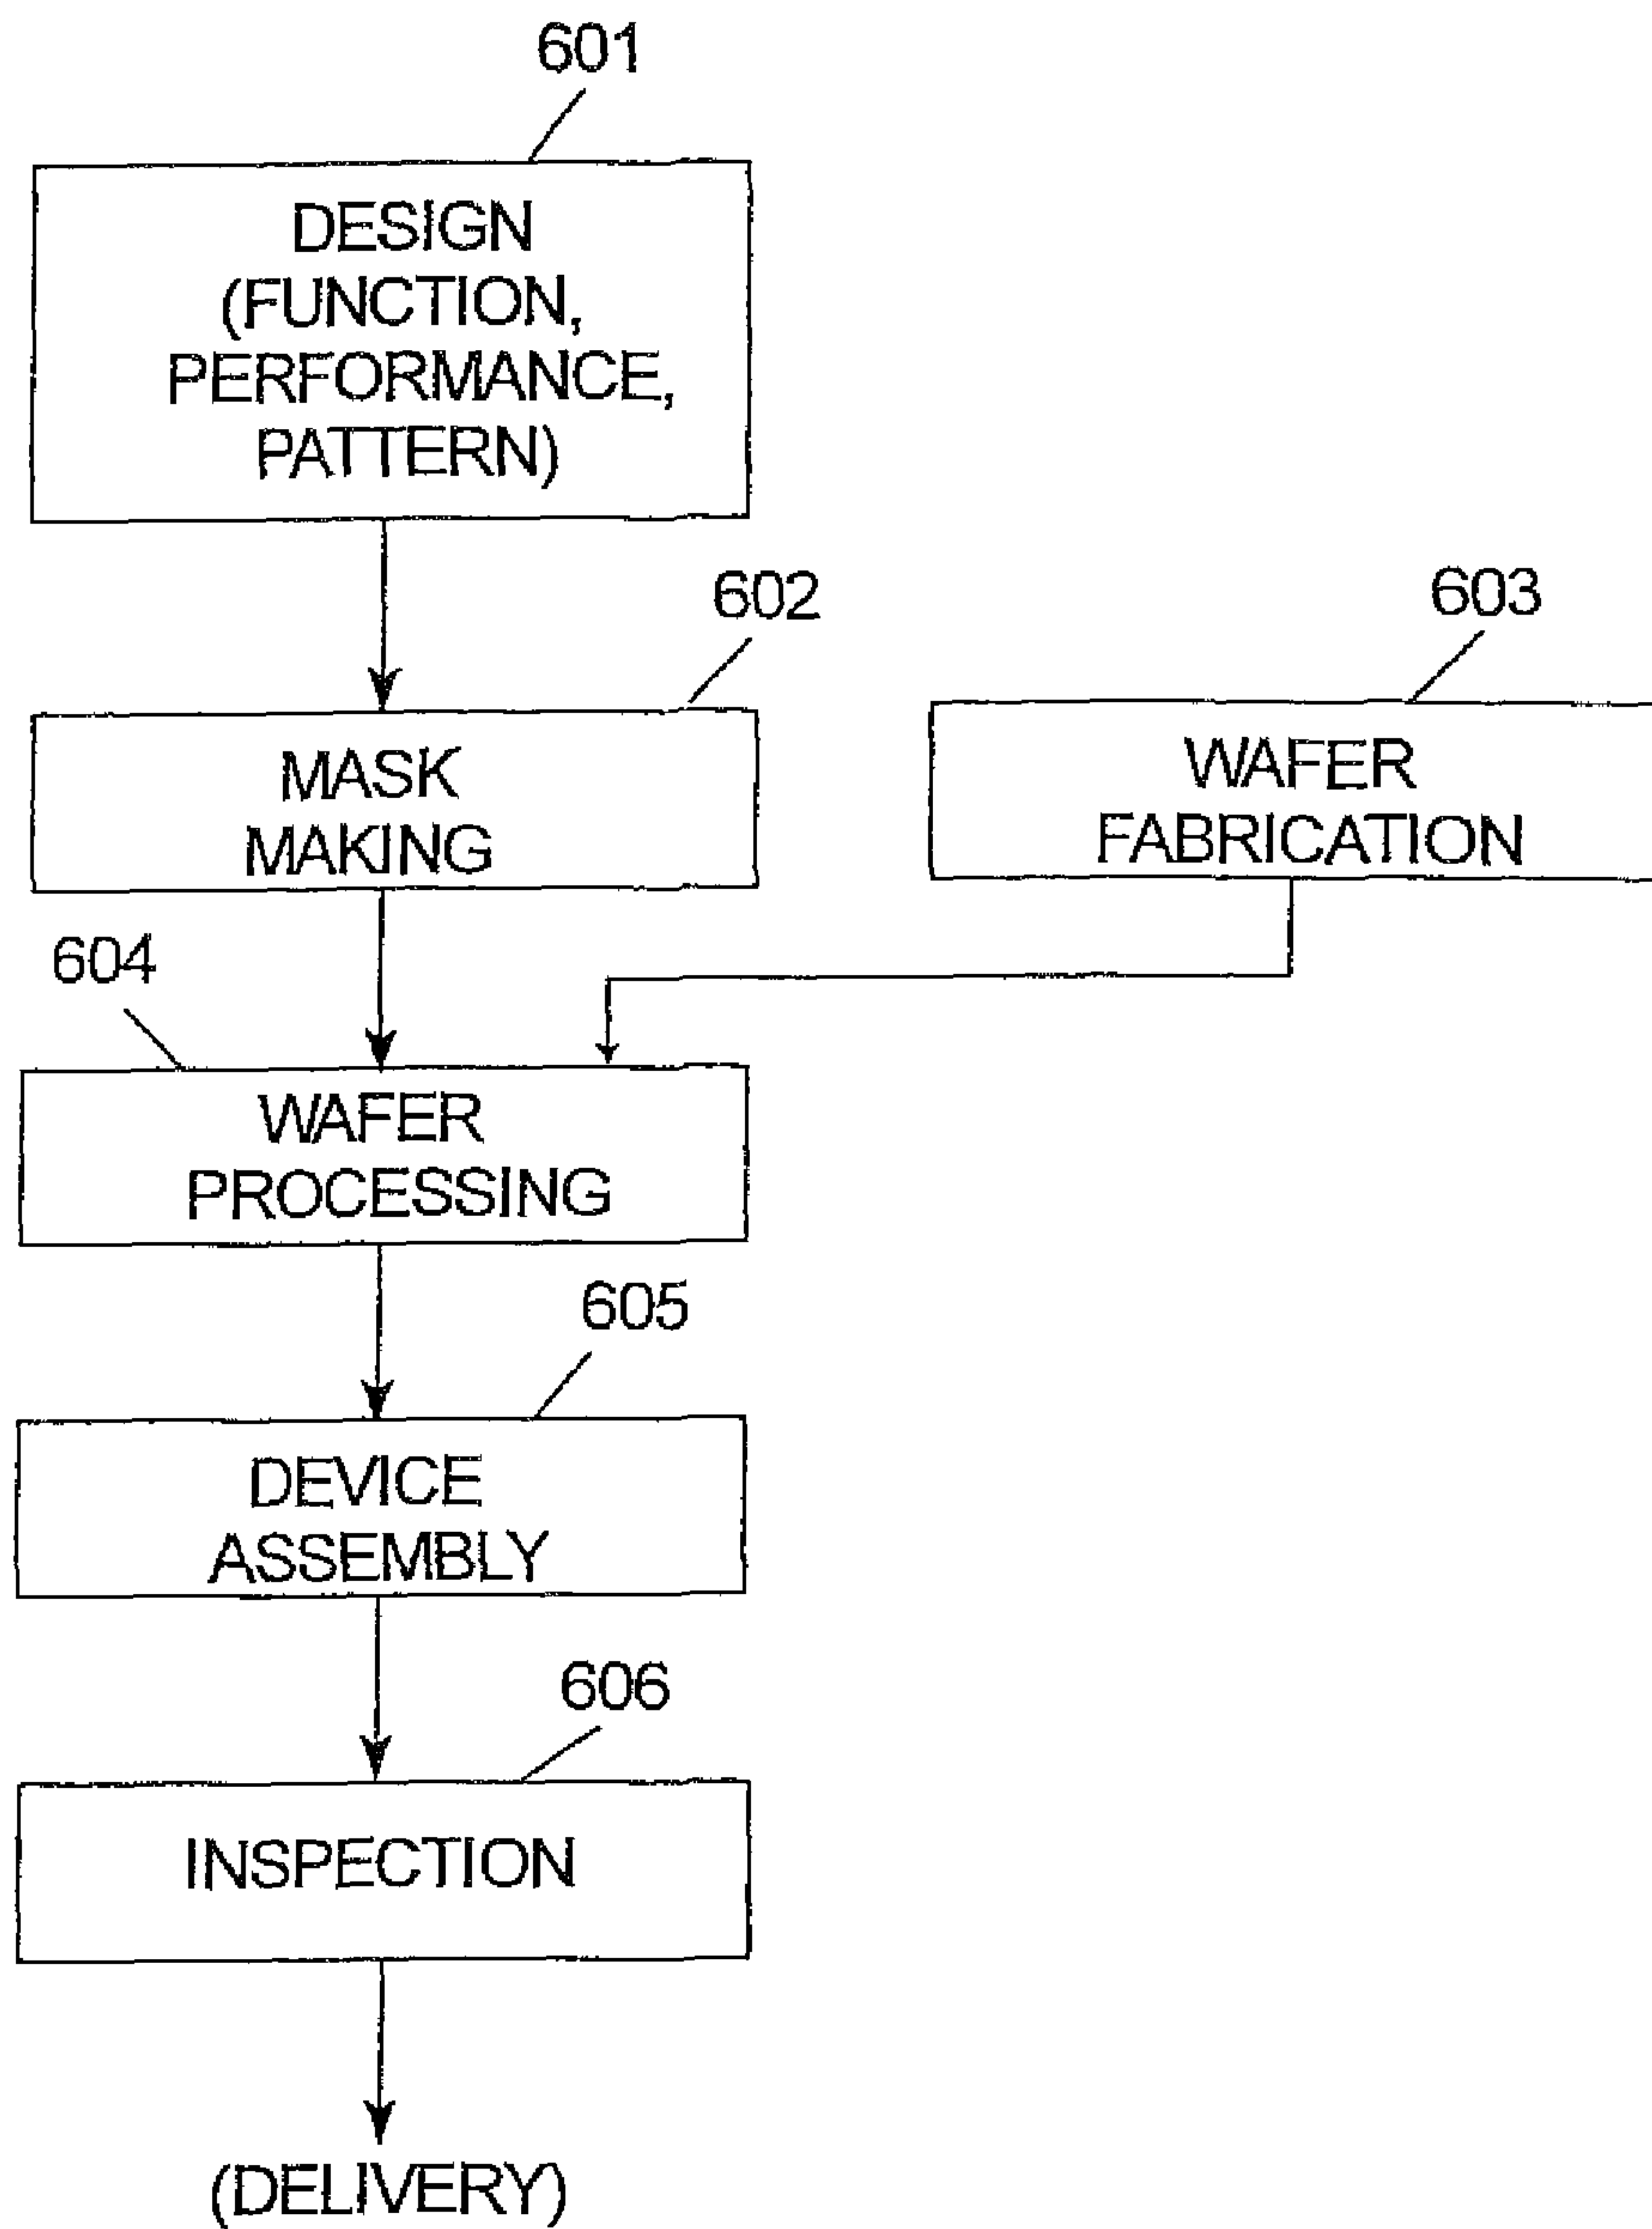 601
DESIGN
(FUNCTION,
PERFORMANCE,
PATTERN)
602
603
MASK
MAKING
WAFER
FABRICATION
604
WAFER
PROCESSING
605
DEVICE
ASSEMBLY
606
INSPECTION
(DELIVERY)